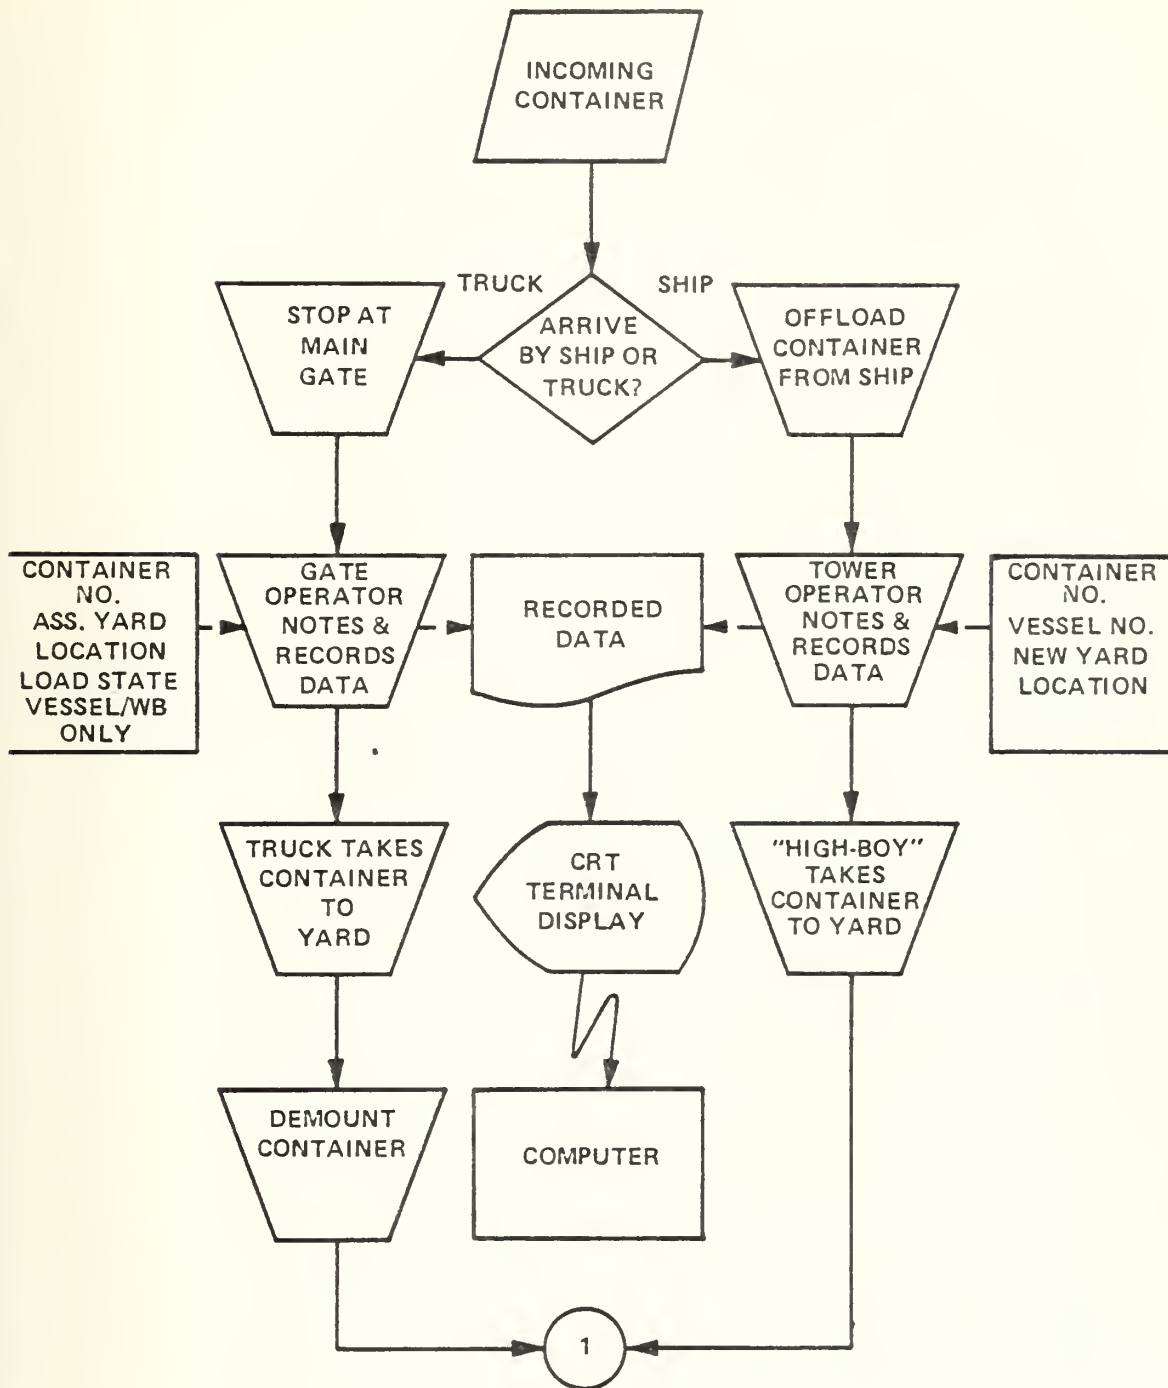 INCOMING
CONTAINER
TRUCK
SHIP
STOP AT
MAIN
GATE
ARRIVE
BY SHIP OR
TRUCK?
OFFLOAD
CONTAINER
FROM SHIP
CONTAINER
NO.
ASS. YARD
LOCATION
LOAD STATE
VESSEL/WB
ONLY
GATE
OPERATOR
NOTES &
RECORDS
DATA
RECORDED
DATA
TOWER
OPERATOR
NOTES &
RECORDS
DATA
CONTAINER
NO.
VESSEL NO.
NEW YARD
LOCATION
TRUCK TAKES
CONTAINER
TO
YARD
CRT
TERMINAL
DISPLAY
"HIGH-BOY"
TAKES
CONTAINER
TO YARD
DEMOUNT
CONTAINER
COMPUTER
1